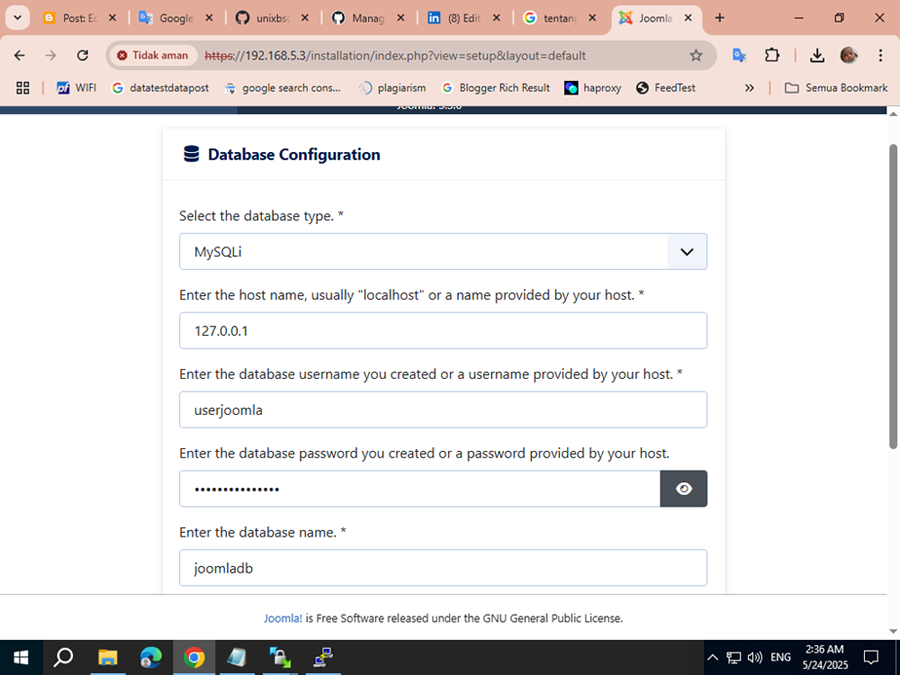 Post: Ec
Google
unixbsd
Manag
(8) Edit
tentang
Joomla
Tidak aman
https://192.168.5.3/installation/index.php?view=setup&layout=default
WIFI
datatestdatapost
google search cons...
plagiarism
Blogger Rich Result
haproxy
FeedTest
Semua Bookmark
Database Configuration
Select the database type. *
MySQLi
Enter the host name, usually "localhost" or a name provided by your host. *
127.0.0.1
Enter the database username you created or a username provided by your host. *
userjoomla
Enter the database password you created or a password provided by your host.
•••••••••••••••
Enter the database name. *
joomladb
Joomla! is Free Software released under the GNU General Public License.
ENG
2:36 AM
5/24/2025